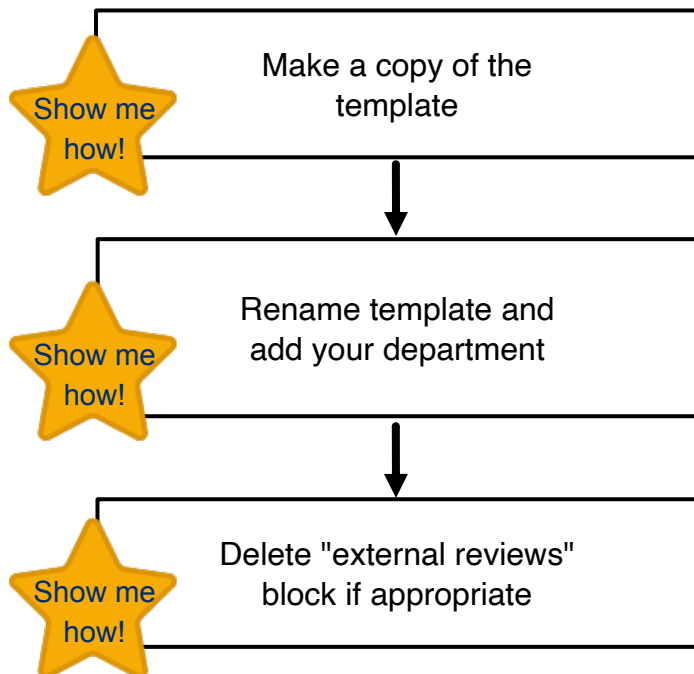 Make a copy of the
template
Show me
how!
Rename template and
add your department
Show me
how!
Delete "external reviews"
block if appropriate
Show me
how!